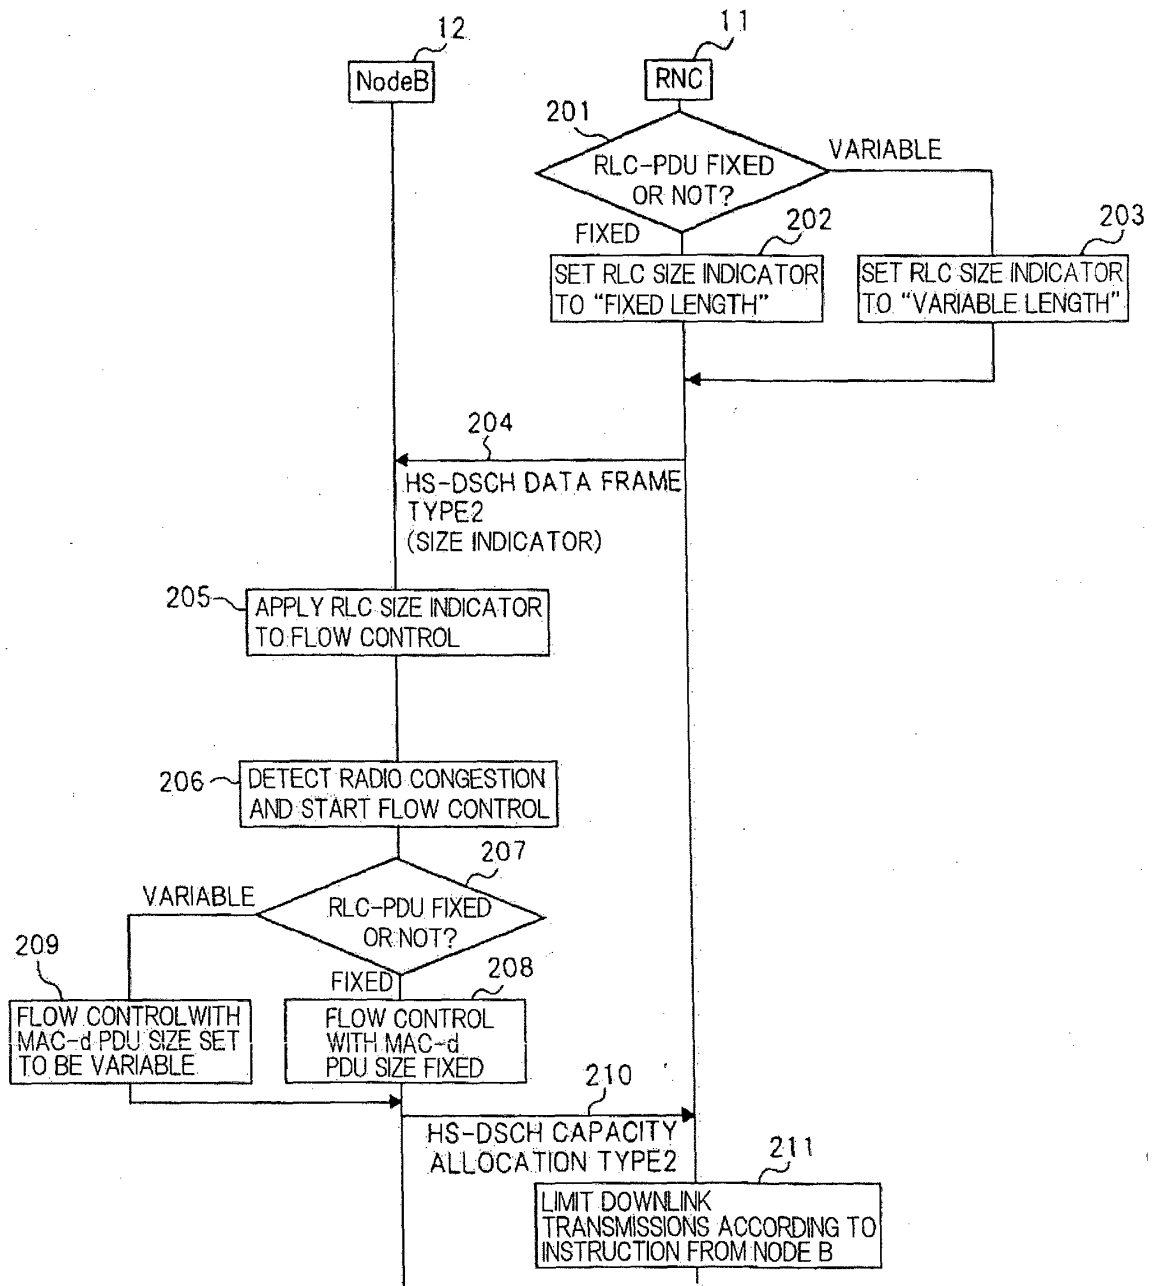 12
11
NodeB
RNC
201
RLC-PDU FIXED
OR NOT?
VARIABLE
FIXED
202
203
SET RLC SIZE INDICATOR
TO "FIXED LENGTH"
SET RLC SIZE INDICATOR
TO "VARIABLE LENGTH"
204
HS-DSCH DATA FRAME
TYPE2
(SIZE INDICATOR)
205
APPLY RLC SIZE INDICATOR
TO FLOW CONTROL
206
DETECT RADIO CONGESTION
AND START FLOW CONTROL
207
VARIABLE
RLC-PDU FIXED
OR NOT?
209
FIXED
208
FLOW CONTROL WITH
MAC-d PDU SIZE SET
TO BE VARIABLE
FLOW CONTROL
WITH MAC-d
PDU SIZE FIXED
210
HS-DSCH CAPACITY
ALLOCATION TYPE2
211
LIMIT DOWNLINK
TRANSMISSIONS ACCORDING TO
INSTRUCTION FROM NODE B